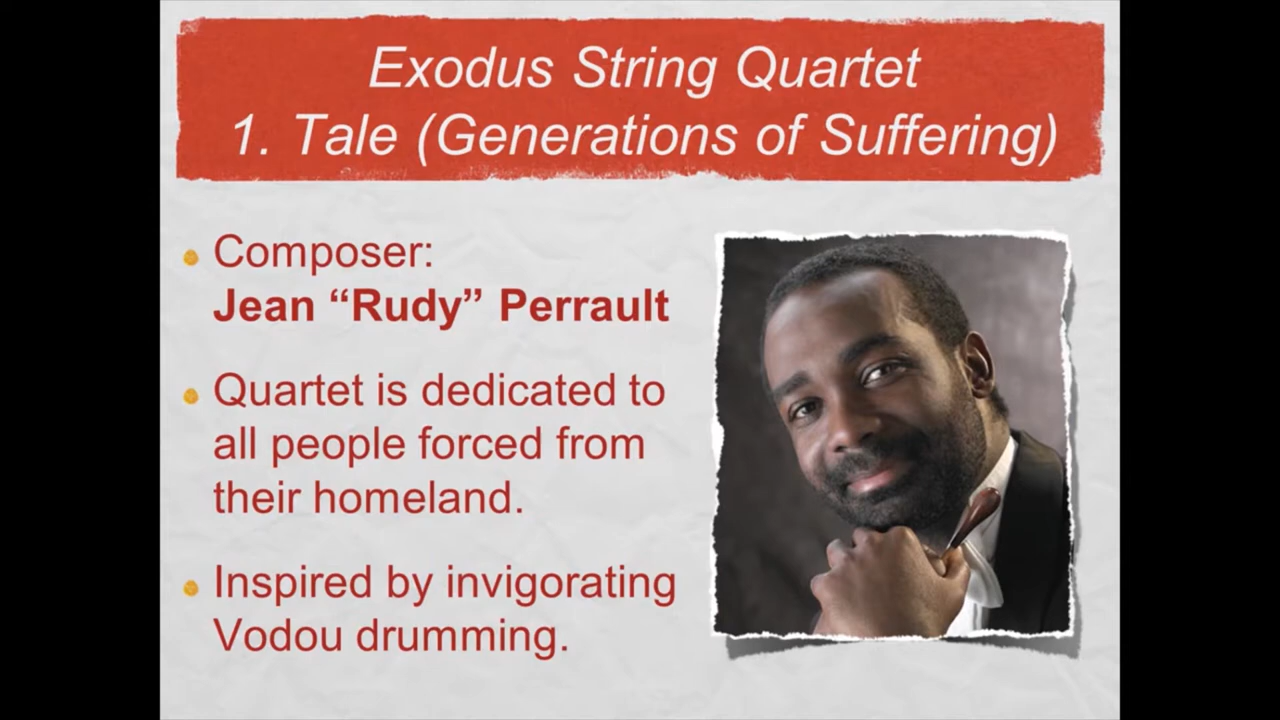 Exodus String Quartet
1. Tale (Generations of Suffering)
Composer:
Jean “Rudy” Perrault
Quartet is dedicated to
all people forced from
their homeland.
Inspired by invigorating
Vodou drumming.